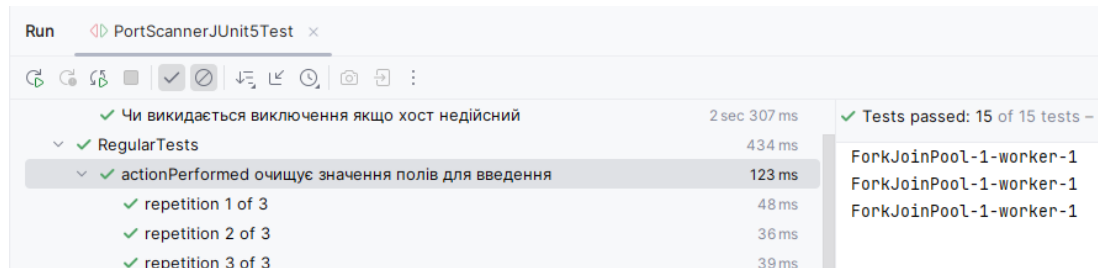 Run PortScannerJUnit5Test ×
Чи викидається виключення якщо хост недійсний 2 sec 307 ms
RegularTests 434 ms
actionPerformed очищує значення полів для введення 123 ms
repetition 1 of 3 48 ms
repetition 2 of 3 36 ms
repetition 3 of 3 39 ms
Tests passed: 15 of 15 tests –
ForkJoinPool-1-worker-1
ForkJoinPool-1-worker-1
ForkJoinPool-1-worker-1